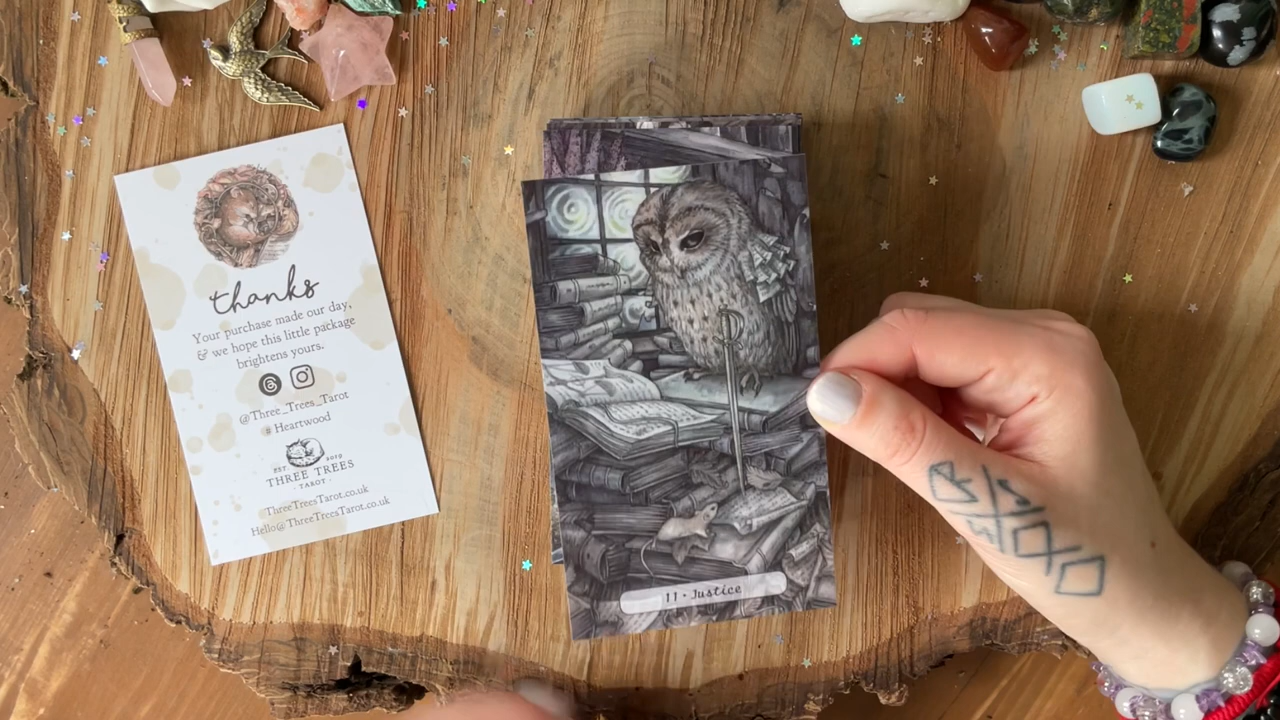 thanks
Your purchase made our day,
& we hope this little package
brightens yours.
@Three_Trees_Tarot
# Heartwood
EST 2019
THREE TREES
· TAROT ·
ThreeTreesTarot.co.uk
Hello@ThreeTreesTarot.co.uk
11 · Justice